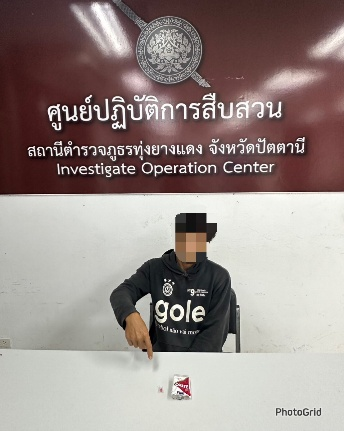 ศูนย์ปฏิบัติการสืบสวน
สถานีตำรวจภูธรทุ่งยางแดง จังหวัดปัตตานี
Investigate Operation Center
9
gole
não
PhotoGrid